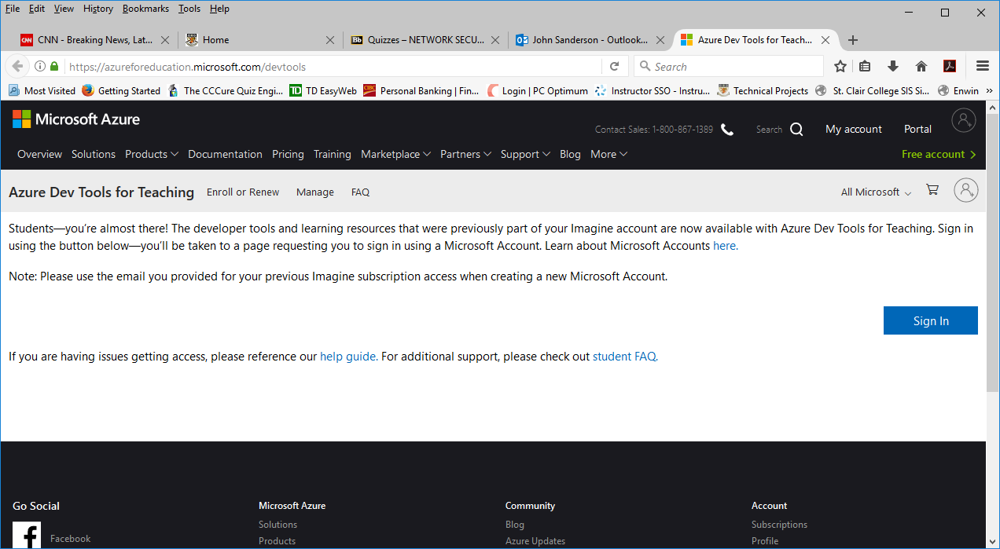 File Edit View History Bookmarks Tools Help
CNN - Breaking News, Lat... Home Bb Quizzes – NETWORK SECU... John Sanderson - Outlook... Azure Dev Tools for Teach...
https://azureforeducation.microsoft.com/devtools Search
Most Visited Getting Started The CCCure Quiz Engi... TD TD EasyWeb CIBC Personal Banking | Fin... Login | PC Optimum Instructor SSO - Instru... Technical Projects St. Clair College SIS Si... Enwin »
Microsoft Azure
Contact Sales: 1-800-867-1389 Search My account Portal
Overview Solutions Products Documentation Pricing Training Marketplace Partners Support Blog More Free account
Azure Dev Tools for Teaching Enroll or Renew Manage FAQ All Microsoft
Students—you're almost there! The developer tools and learning resources that were previously part of your Imagine account are now available with Azure Dev Tools for Teaching. Sign in
using the button below—you'll be taken to a page requesting you to sign in using a Microsoft Account. Learn about Microsoft Accounts here.
Note: Please use the email you provided for your previous Imagine subscription access when creating a new Microsoft Account.
Sign In
If you are having issues getting access, please reference our help guide. For additional support, please check out student FAQ.
Go Social Microsoft Azure Community Account
Solutions Blog Subscriptions
Facebook Products Azure Updates Profile